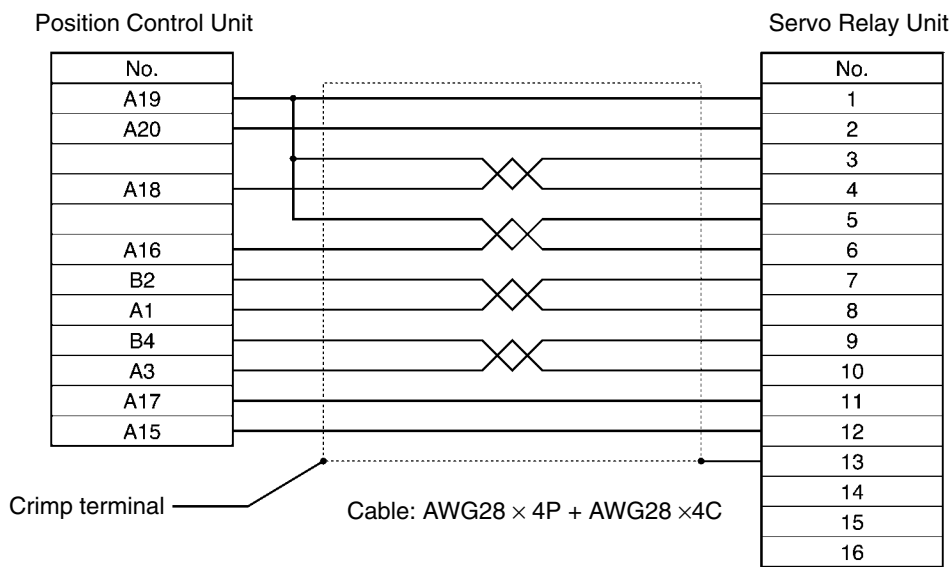 Position Control Unit
Servo Relay Unit
No.
A19
A20
A18
A16
B2
A1
B4
A3
A17
A15
No.
1
2
3
4
5
6
7
8
9
10
11
12
13
14
15
16
Crimp terminal
Cable: AWG28 × 4P + AWG28 ×4C